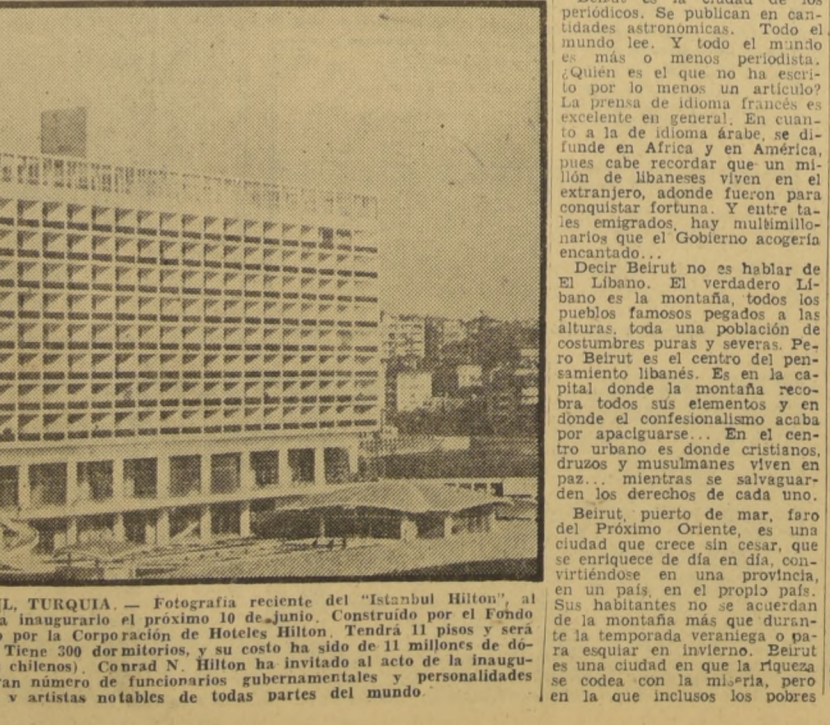 Beirut es la ciudad de los
periódicos. Se publican en can-
tidades astronómicas. Todo el
mundo lee. Y todo el mundo
es más o menos periodista.
¿Quién es el que no ha escri-
to por lo menos un artículo?
La prensa de idioma francés es
excelente en general. En cuan-
to a la de idioma árabe, se di-
funde en Africa y en América,
pues cabe recordar que un mi-
llón de libaneses viven en el
extranjero, adonde fueron para
conquistar fortuna. Y entre ta-
les emigrados, hay multimillo-
narios que el Gobierno acogería
encantado...
Decir Beirut no es hablar de
El Líbano. El verdadero Lí-
bano es la montaña, todos los
pueblos famosos pegados a las
alturas, toda una población de
costumbres puras y severas. Pe-
ro Beirut es el centro del pen-
samiento libanés. Es en la ca-
pital donde la montaña reco-
bra todos sus elementos y en
donde el confesionalismo acaba
por apaciguarse... En el cen-
tro urbano es donde cristianos,
druzos y musulmanes viven en
paz... mientras se salvaguar-
den los derechos de cada uno.
Beirut, puerto de mar, faro
del Próximo Oriente, es una
ciudad que crece sin cesar, que
se enriquece de día en día, con-
virtiéndose en una provincia,
en un país, en el propio país.
Sus habitantes no se acuerdan
de la montaña más que duran-
te la temporada veraniega o pa-
ra esquiar en invierno. Beirut
es una ciudad en que la riqueza
se codea con la miseria, pero
en la que inclusos los pobres
L, TURQUIA. — Fotografía reciente del "Istanbul Hilton", al
a inaugurarlo el próximo 10 de junio. Construído por el Fondo
o por la Corporación de Hoteles Hilton. Tendrá 11 pisos y será
Tiene 300 dormitorios, y su costo ha sido de 11 millones de dó-
chilenos). Conrad N. Hilton ha invitado al acto de la inaugu-
an número de funcionarios gubernamentales y personalidades
y artistas notables de todas partes del mundo